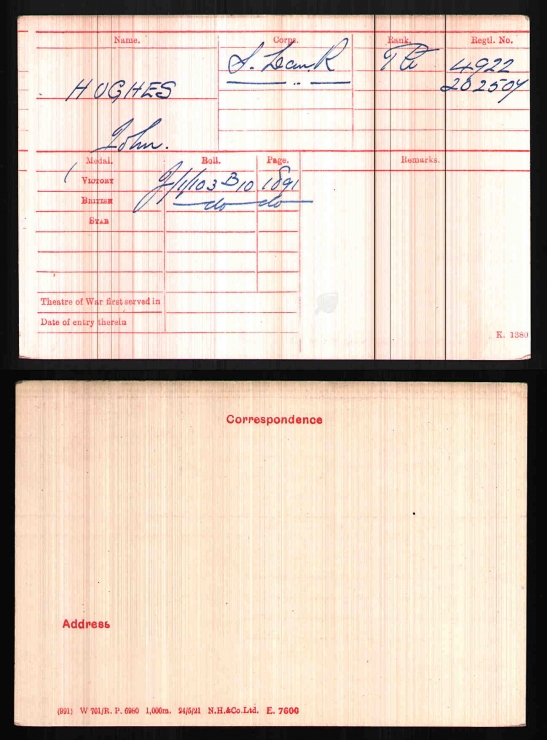 Name. Corps. Rank. Regtl. No.
HUGHES S. Lan. R Pte 4922
202507
John.
Medal. Roll. Page. Remarks.
Victory J/1/103 B10 1891
British do do
Star
Theatre of War first served in
Date of entry therein
K. 1380
Correspondence
Address
(991) W 791/R. P. 6980 1,000m. 24/5/21 N.H.&Co.Ltd. E. 7600